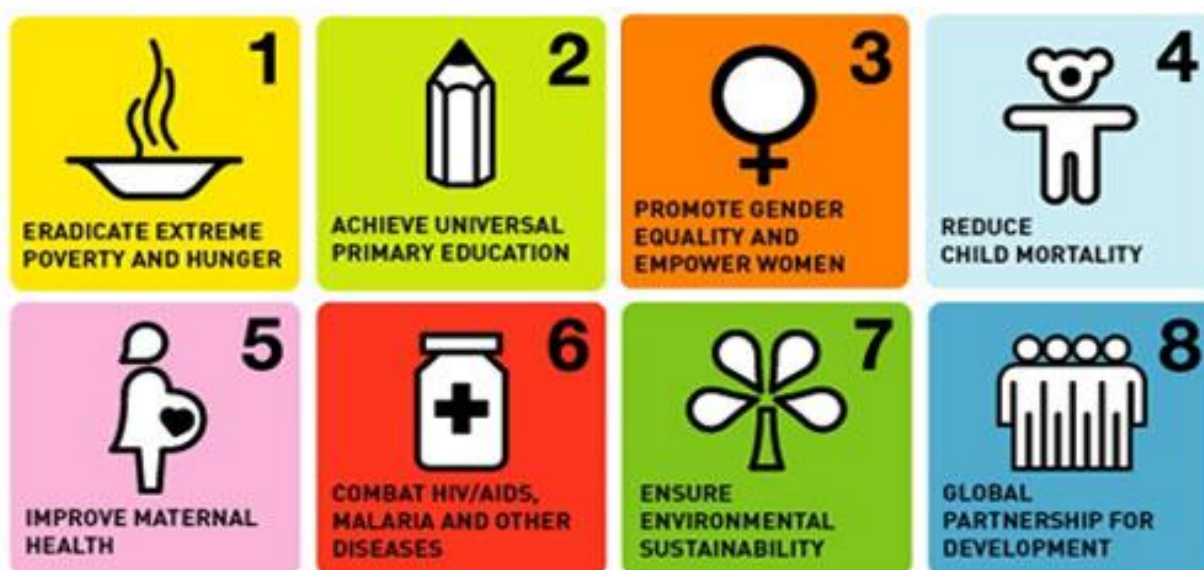 1
ERADICATE EXTREME
POVERTY AND HUNGER
2
ACHIEVE UNIVERSAL
PRIMARY EDUCATION
3
PROMOTE GENDER
EQUALITY AND
EMPOWER WOMEN
4
REDUCE
CHILD MORTALITY
5
IMPROVE MATERNAL
HEALTH
6
COMBAT HIV/AIDS,
MALARIA AND OTHER
DISEASES
7
ENSURE
ENVIRONMENTAL
SUSTAINABILITY
8
GLOBAL
PARTNERSHIP FOR
DEVELOPMENT